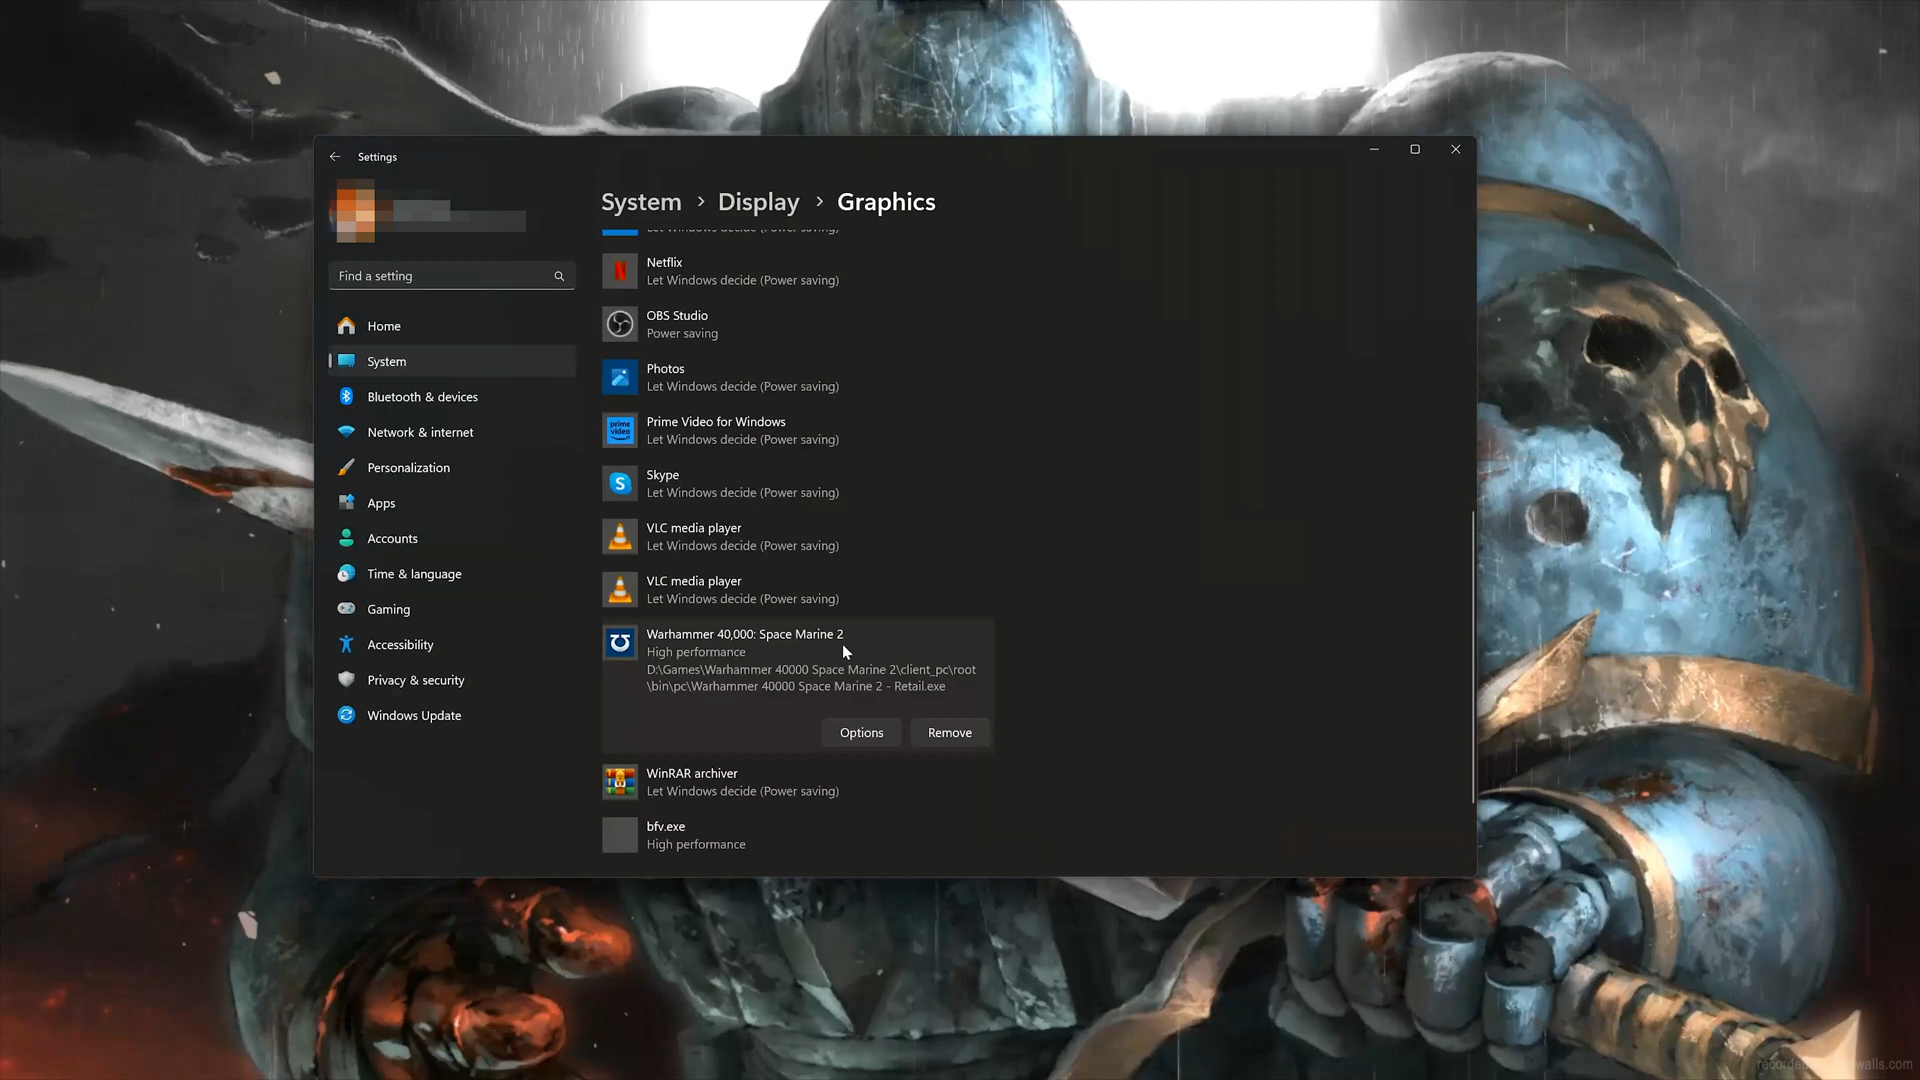 Settings
System > Display > Graphics
Find a setting
Home
System
Bluetooth & devices
Network & internet
Personalization
Apps
Accounts
Time & language
Gaming
Accessibility
Privacy & security
Windows Update
Let Windows decide (Power saving)
Netflix
Let Windows decide (Power saving)
OBS Studio
Power saving
Photos
Let Windows decide (Power saving)
prime video
Prime Video for Windows
Let Windows decide (Power saving)
Skype
Let Windows decide (Power saving)
VLC media player
Let Windows decide (Power saving)
VLC media player
Let Windows decide (Power saving)
Warhammer 40,000: Space Marine 2
High performance
D:\Games\Warhammer 40000 Space Marine 2\client_pc\root
\bin\pc\Warhammer 40000 Space Marine 2 - Retail.exe
Options
Remove
WinRAR archiver
Let Windows decide (Power saving)
bfv.exe
High performance